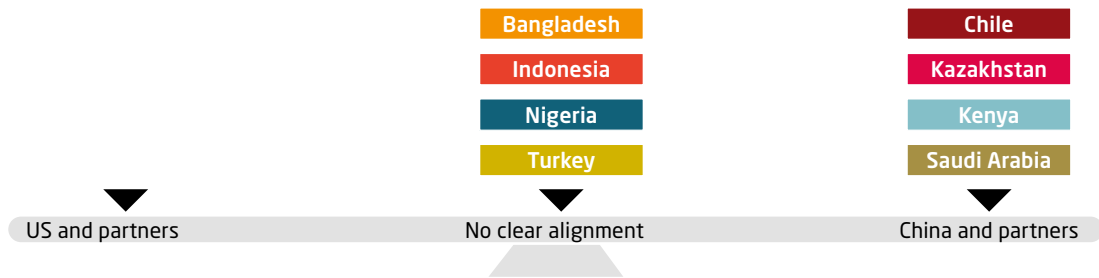 Bangladesh
Indonesia
Nigeria
Turkey
Chile
Kazakhstan
Kenya
Saudi Arabia
US and partners
No clear alignment
China and partners